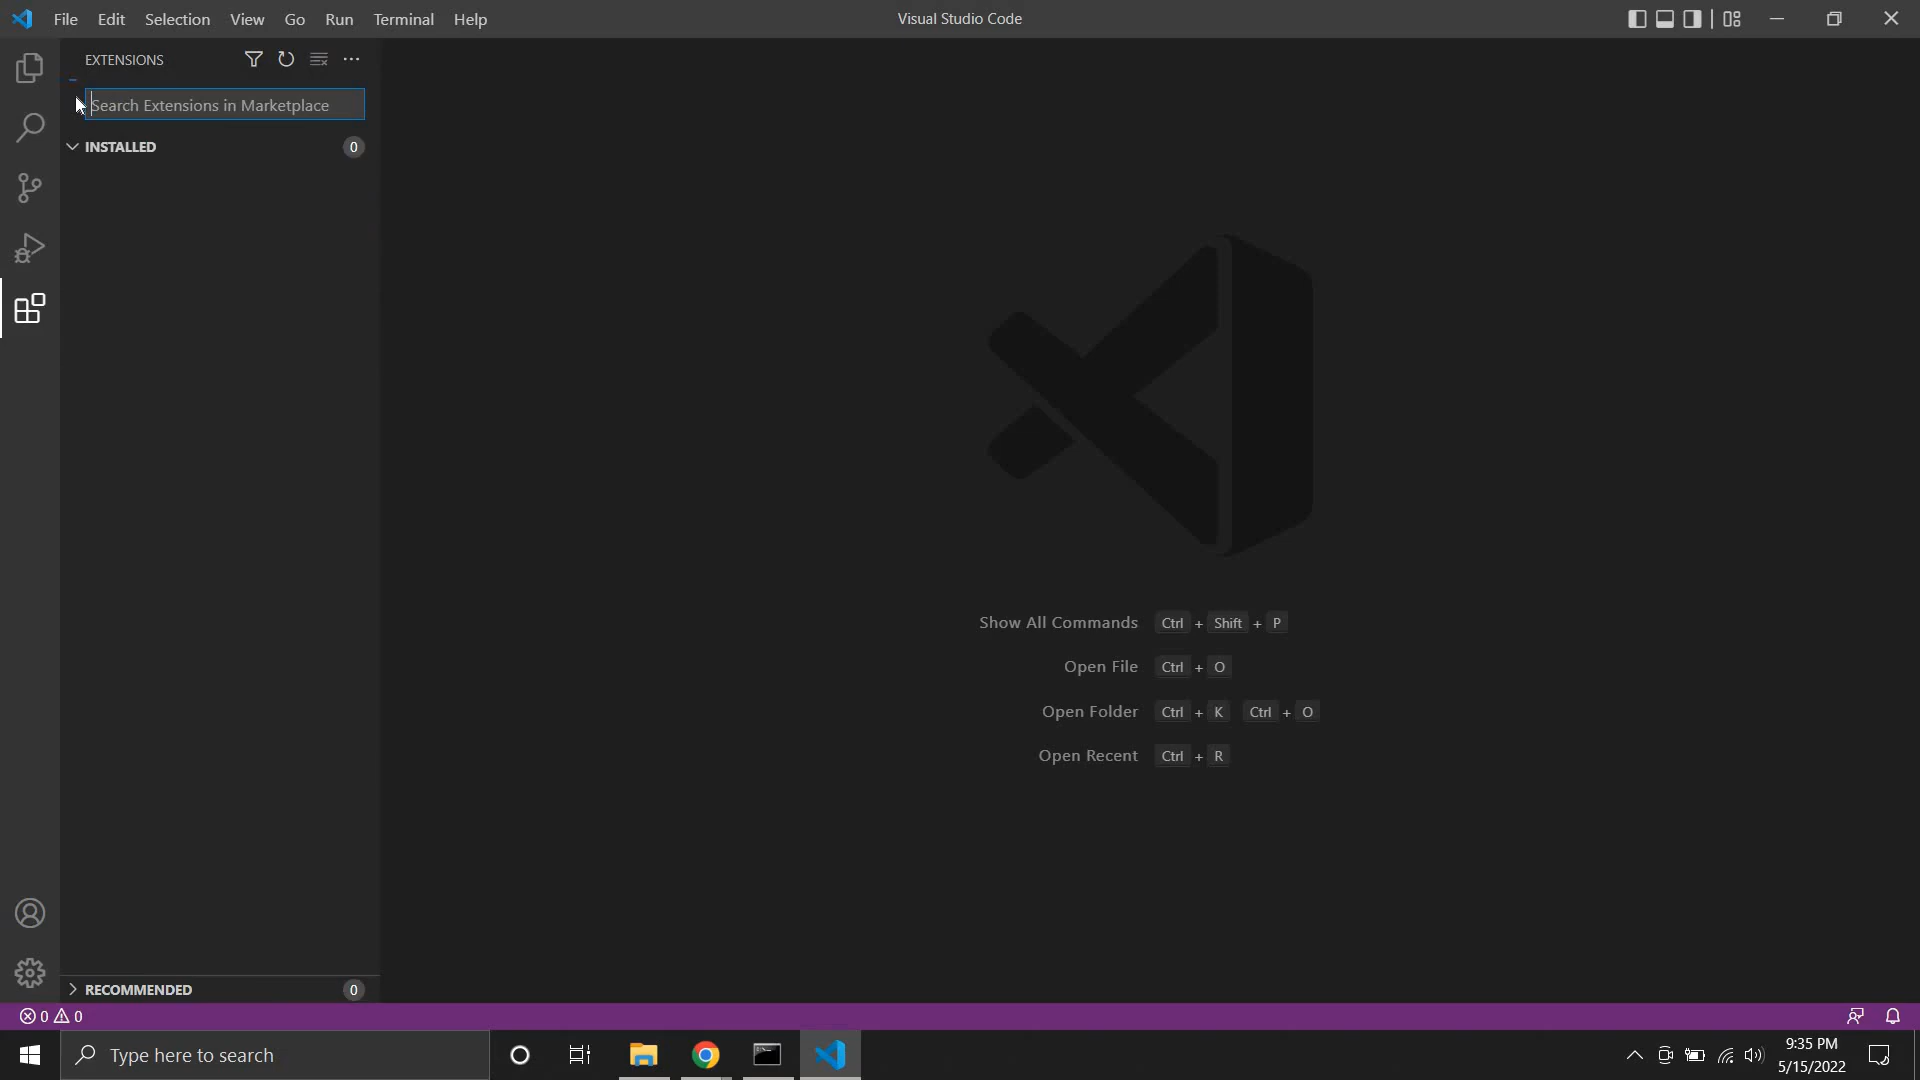 File Edit Selection View Go Run Terminal Help
Visual Studio Code
EXTENSIONS
Search Extensions in Marketplace
INSTALLED 0
Show All Commands Ctrl + Shift + P
Open File Ctrl + O
Open Folder Ctrl + K Ctrl + O
Open Recent Ctrl + R
RECOMMENDED 0
0 0
Type here to search
9:35 PM
5/15/2022